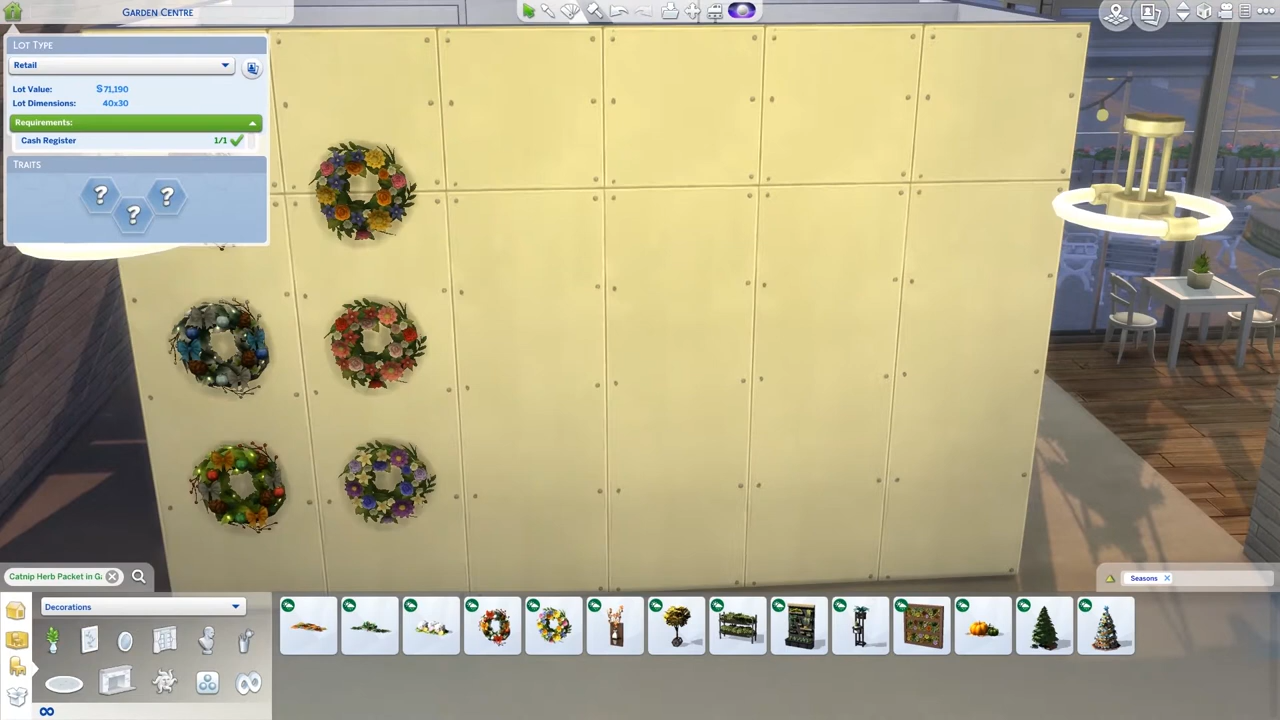 GARDEN CENTRE
LOT TYPE
Retail
Lot Value: §71,190
Lot Dimensions: 40x30
Requirements:
Cash Register 1/1
TRAITS
? ? ?
Catnip Herb Packet in G
Seasons
Decorations